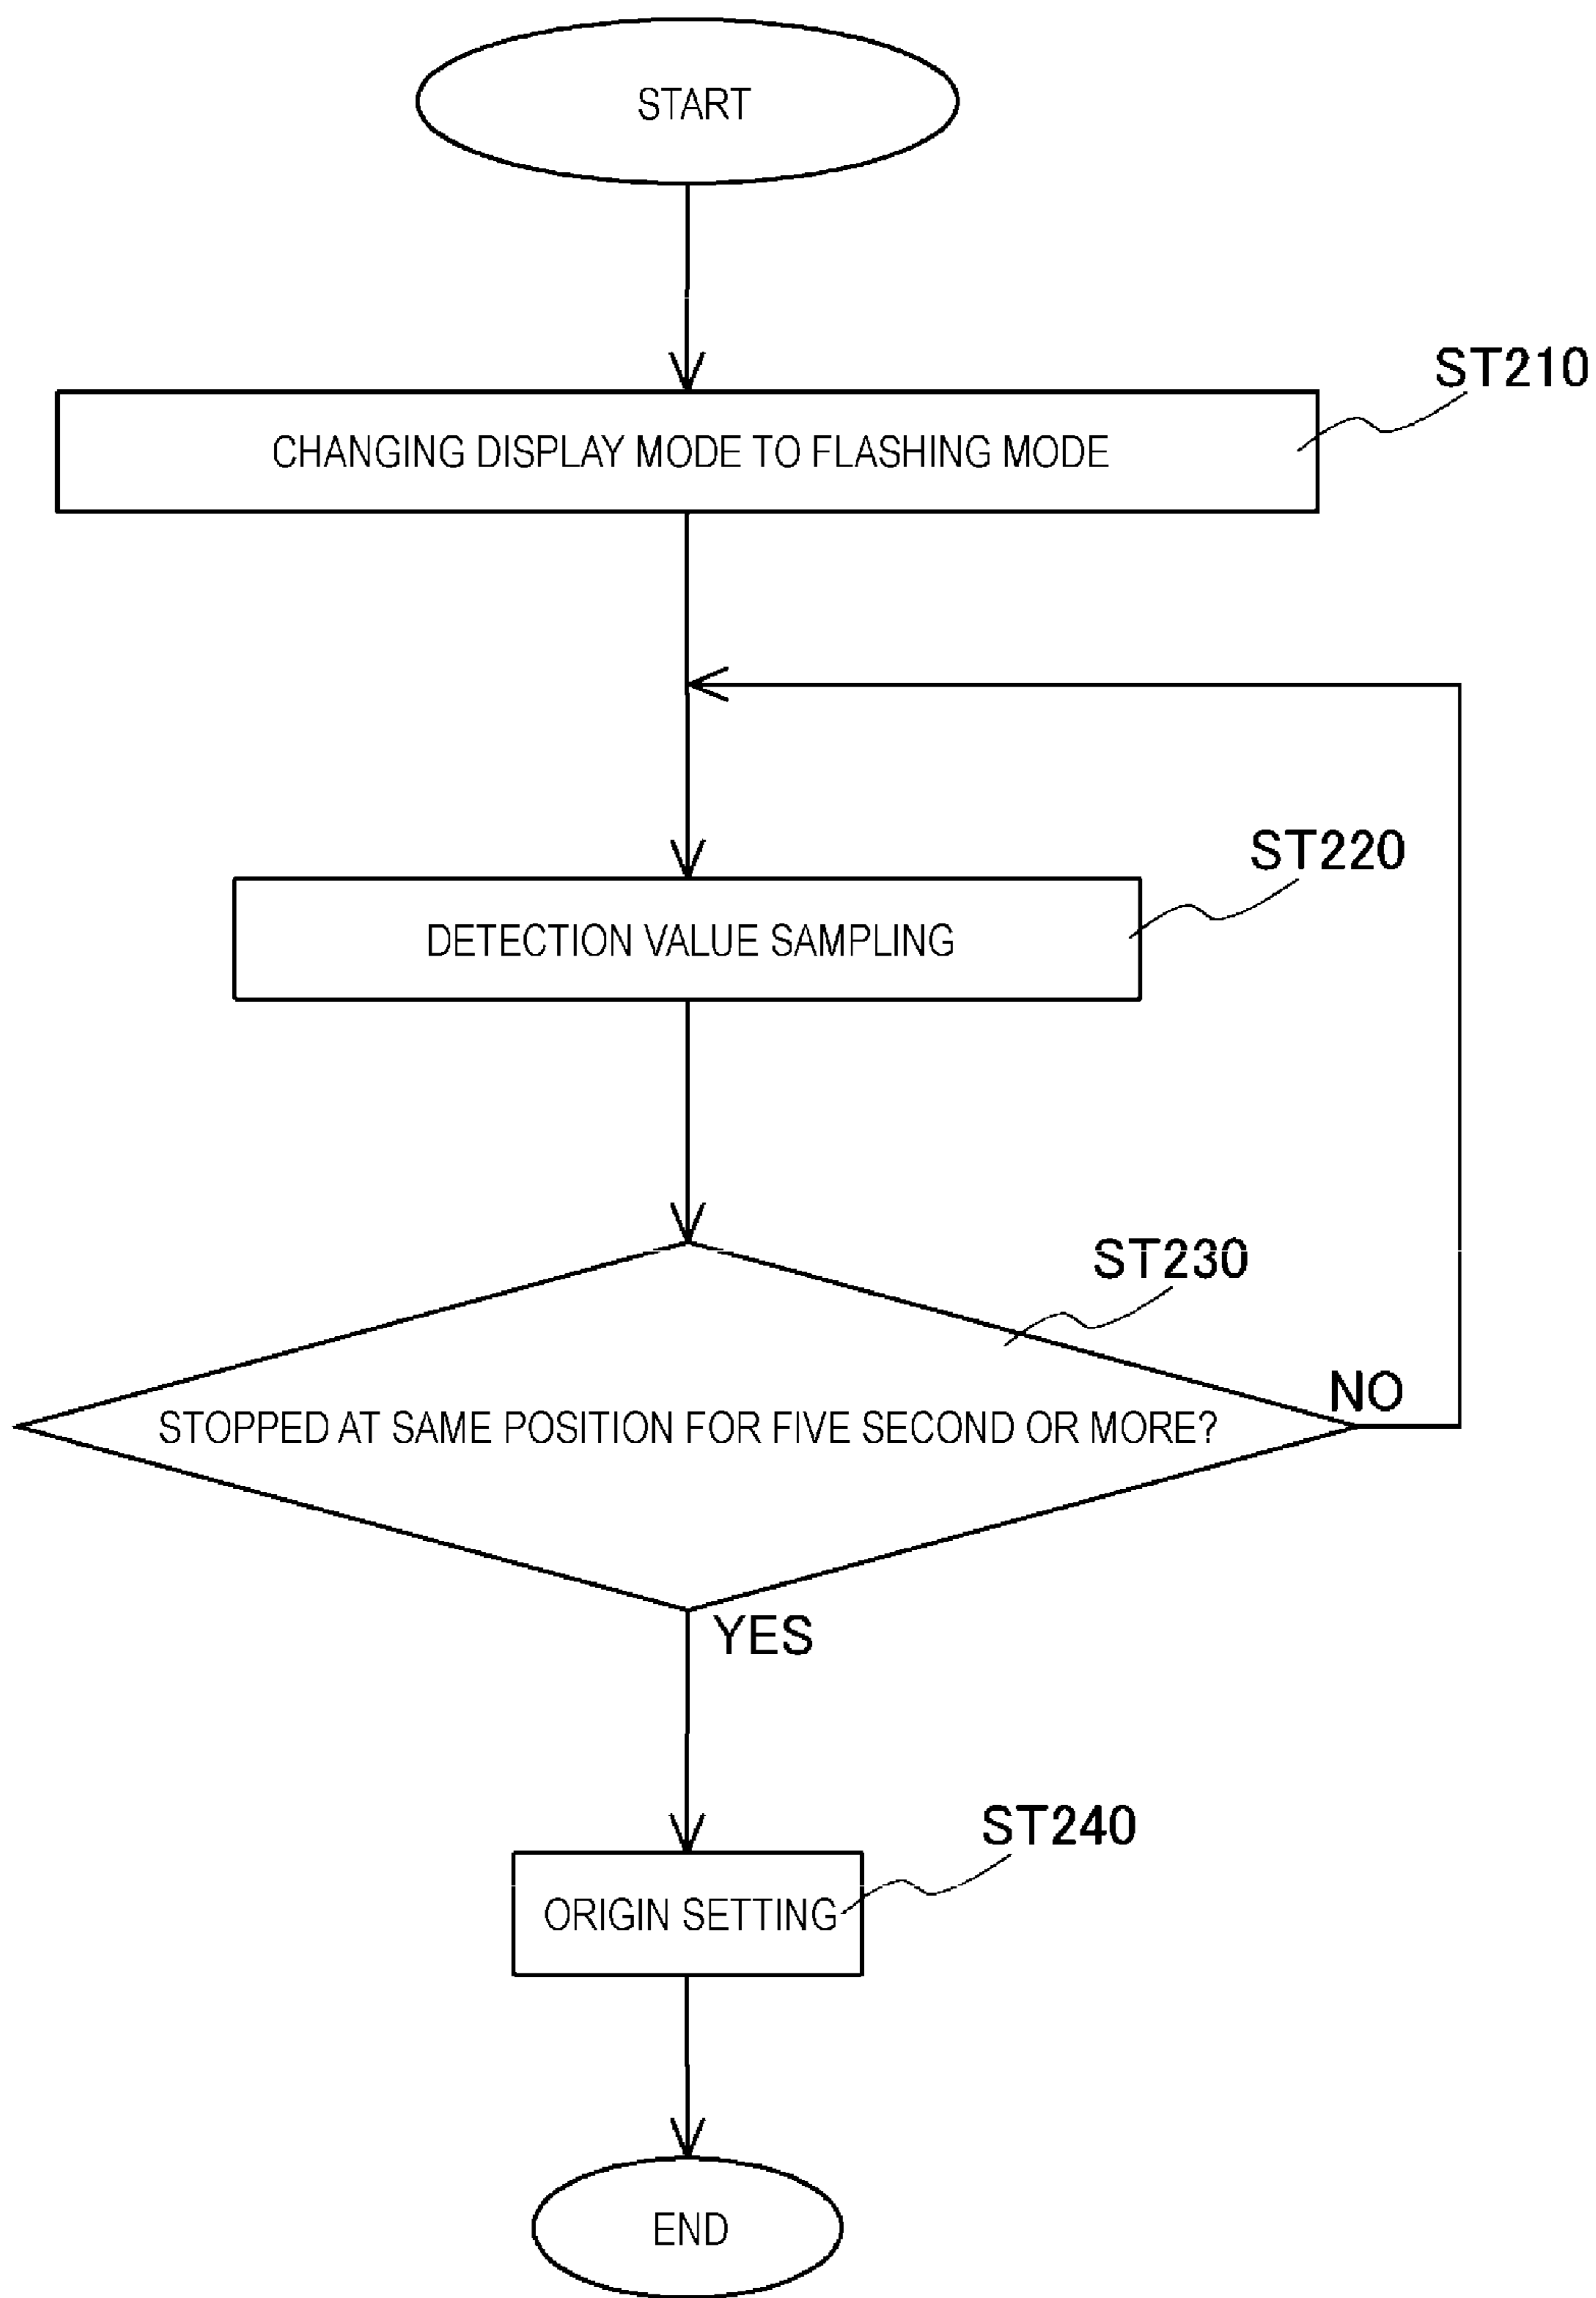 START
ST210
CHANGING DISPLAY MODE TO FLASHING MODE
ST220
DETECTION VALUE SAMPLING
ST230
NO
STOPPED AT SAME POSITION FOR FIVE SECOND OR MORE?
YES
ST240
ORIGIN SETTING
END